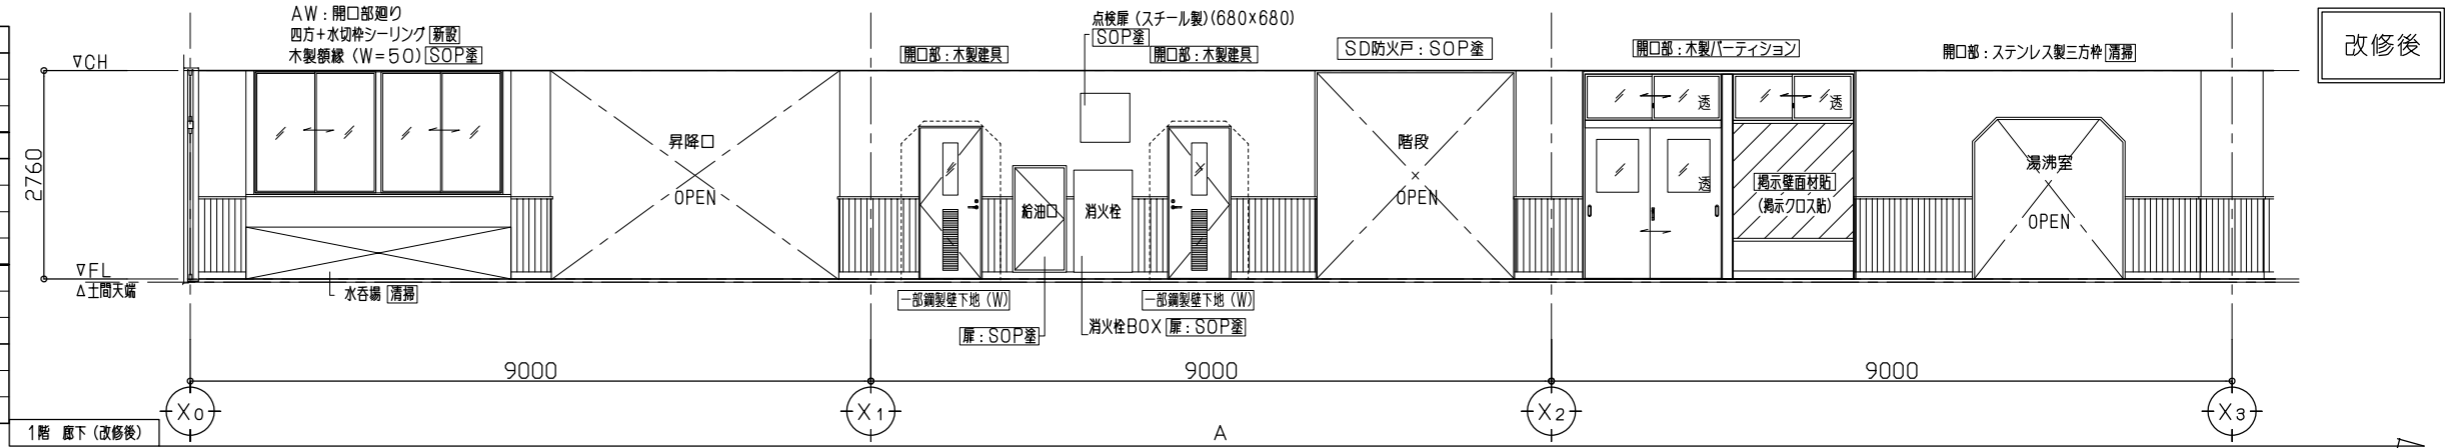 AW：開口部廻り
四方＋水切枠シーリング 新設
木製額縁（W=50）SOP塗
点検扉（スチール製）(680×680)
SOP塗
開口部：木製建具
開口部：木製建具
SD防火戸：SOP塗
開口部：木製パーティション
開口部：ステンレス製三方枠 清掃
改修後
▽CH
2760
▽FL
△土間天端
昇降口
OPEN
給油口
消火栓
階段
OPEN
透
透
透
掲示壁面材貼
（掲示クロス貼）
湯沸室
OPEN
水呑場 清掃
一部鋼製壁下地（W）
一部鋼製壁下地（W）
扉：SOP塗
消火栓BOX 扉：SOP塗
9000
9000
9000
X0
X1
X2
X3
1階 廊下（改修後）
A